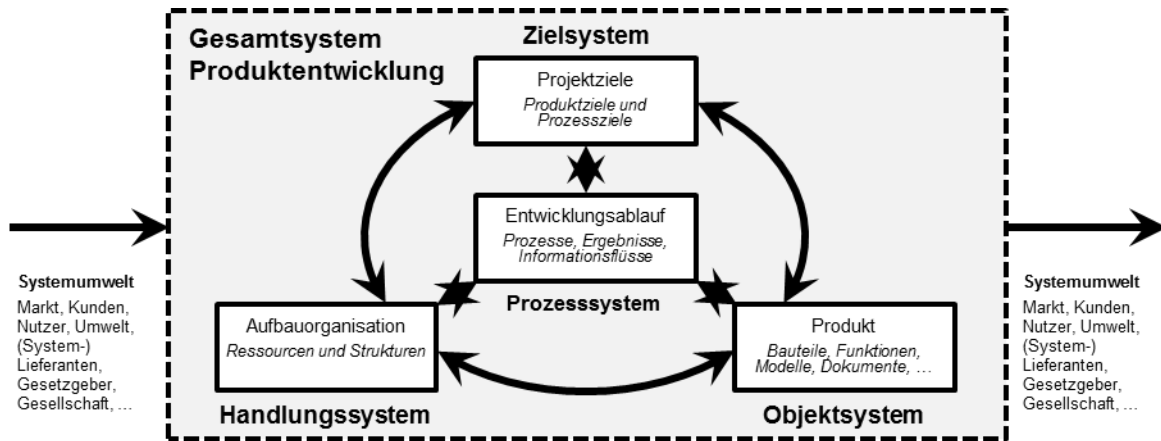 Gesamtsystem
Produktentwicklung
Zielsystem
Projektziele
Produktziele und
Prozessziele
Entwicklungsablauf
Prozesse, Ergebnisse,
Informationsflüsse
Prozesssystem
Aufbauorganisation
Ressourcen und Strukturen
Handlungssystem
Produkt
Bauteile, Funktionen,
Modelle, Dokumente, …
Objektsystem
Systemumwelt
Markt, Kunden,
Nutzer, Umwelt,
(System-)
Lieferanten,
Gesetzgeber,
Gesellschaft, …
Systemumwelt
Markt, Kunden,
Nutzer, Umwelt,
(System-)
Lieferanten,
Gesetzgeber,
Gesellschaft, …